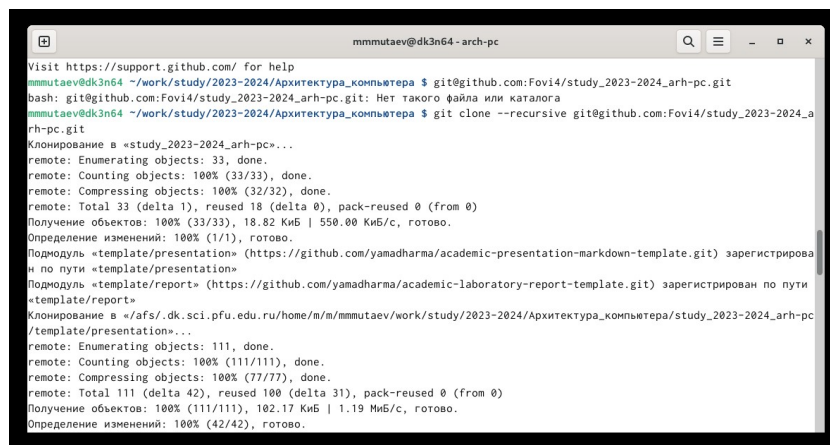 mmmutaev@dk3n64 - arch-pc
Visit https://support.github.com/ for help
mmmutaev@dk3n64 ~/work/study/2023-2024/Архитектура_компьютера $ git@github.com:Fovi4/study_2023-2024_arh-pc.git
bash: git@github.com:Fovi4/study_2023-2024_arh-pc.git: Нет такого файла или каталога
mmmutaev@dk3n64 ~/work/study/2023-2024/Архитектура_компьютера $ git clone --recursive git@github.com:Fovi4/study_2023-2024_a
rh-pc.git
Клонирование в «study_2023-2024_arh-pc»...
remote: Enumerating objects: 33, done.
remote: Counting objects: 100% (33/33), done.
remote: Compressing objects: 100% (32/32), done.
remote: Total 33 (delta 1), reused 18 (delta 0), pack-reused 0 (from 0)
Получение объектов: 100% (33/33), 18.82 КиБ | 550.00 КиБ/с, готово.
Определение изменений: 100% (1/1), готово.
Подмодуль «template/presentation» (https://github.com/yamadharma/academic-presentation-markdown-template.git) зарегистрирова
н по пути «template/presentation»
Подмодуль «template/report» (https://github.com/yamadharma/academic-laboratory-report-template.git) зарегистрирован по пути
«template/report»
Клонирование в «/afs/.dk.sci.pfu.edu.ru/home/m/m/mmmutaev/work/study/2023-2024/Архитектура_компьютера/study_2023-2024_arh-pc
/template/presentation»...
remote: Enumerating objects: 111, done.
remote: Counting objects: 100% (111/111), done.
remote: Compressing objects: 100% (77/77), done.
remote: Total 111 (delta 42), reused 100 (delta 31), pack-reused 0 (from 0)
Получение объектов: 100% (111/111), 102.17 КиБ | 1.19 МиБ/с, готово.
Определение изменений: 100% (42/42), готово.